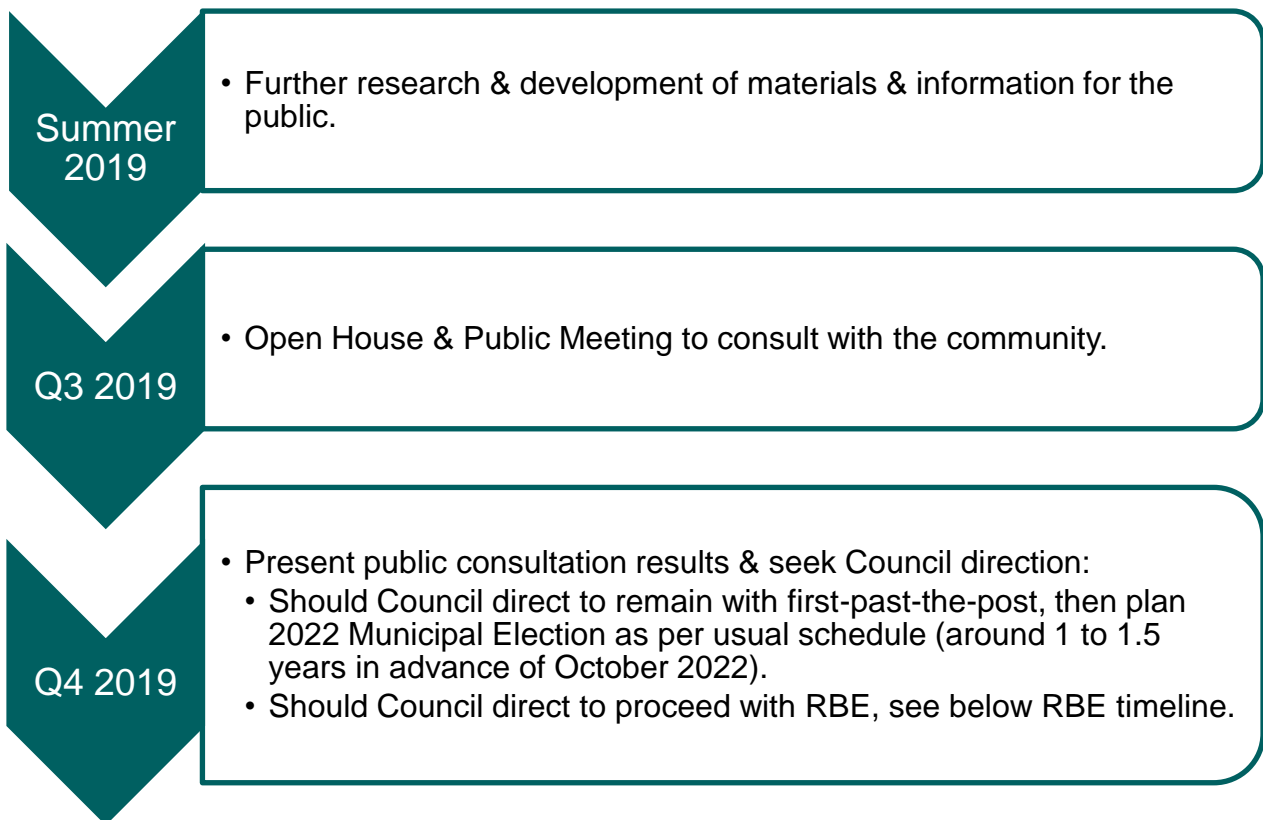 Summer
2019
• Further research & development of materials & information for the
public.
Q3 2019
• Open House & Public Meeting to consult with the community.
Q4 2019
• Present public consultation results & seek Council direction:
• Should Council direct to remain with first-past-the-post, then plan
2022 Municipal Election as per usual schedule (around 1 to 1.5
years in advance of October 2022).
• Should Council direct to proceed with RBE, see below RBE timeline.